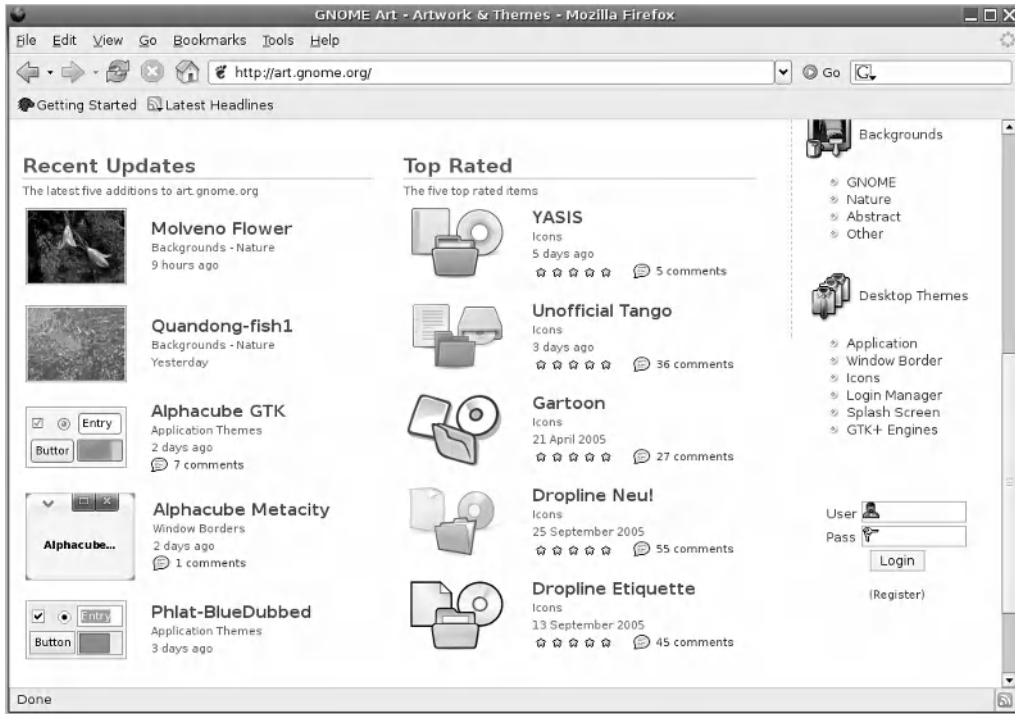 GNOME Art - Artwork & Themes - Mozilla Firefox
File Edit View Go Bookmarks Tools Help
http://art.gnome.org/
Go
G
Getting Started Latest Headlines
Recent Updates
The latest five additions to art.gnome.org
Molveno Flower
Backgrounds - Nature
9 hours ago
Quandong-fish1
Backgrounds - Nature
Yesterday
Entry
Button
Alphacube GTK
Application Themes
2 days ago
7 comments
Alphacube...
Alphacube Metacity
Window Borders
2 days ago
1 comments
Entry
Button
Phlat-BlueDubbed
Application Themes
3 days ago
Top Rated
The five top rated items
YASIS
Icons
5 days ago
5 comments
Unofficial Tango
Icons
3 days ago
36 comments
Gartoon
Icons
21 April 2005
27 comments
Dropline Neu!
Icons
25 September 2005
55 comments
Dropline Etiquette
Icons
13 September 2005
45 comments
Backgrounds
GNOME
Nature
Abstract
Other
Desktop Themes
Application
Window Border
Icons
Login Manager
Splash Screen
GTK+ Engines
User
Pass
Login
(Register)
Done